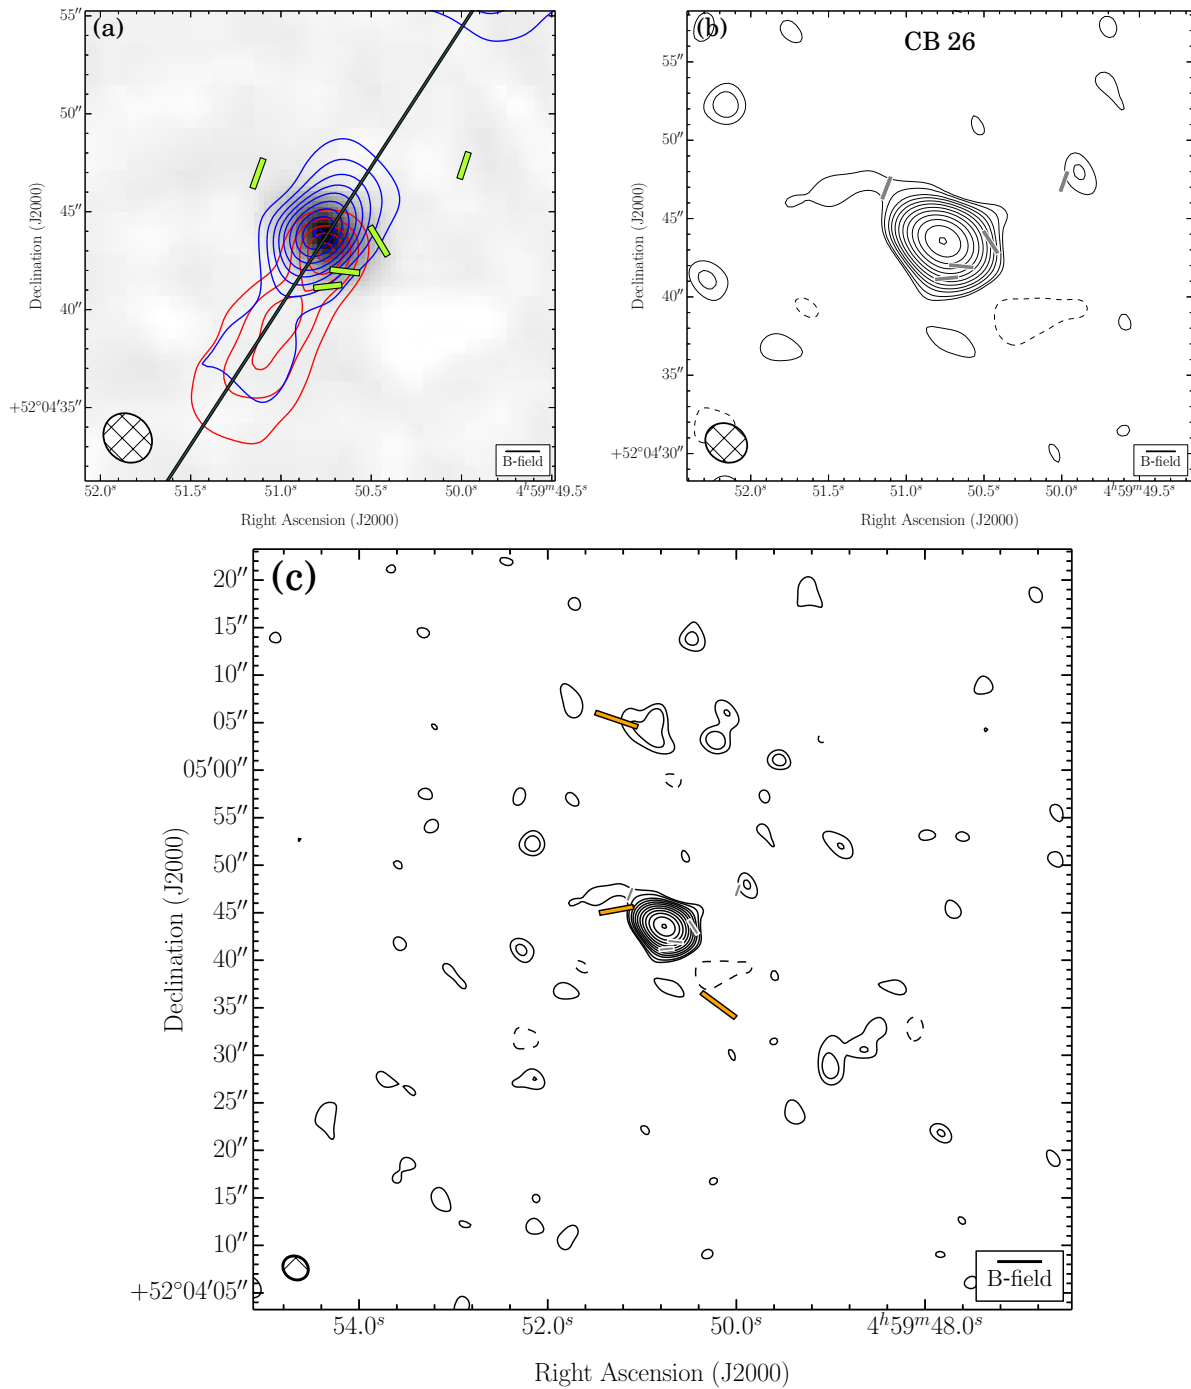 (a)
55″
50″
45″
40″
+52°04′35″
Declination (J2000)
B-field
52.0ˢ 51.5ˢ 51.0ˢ 50.5ˢ 50.0ˢ 4ʰ59ᵐ49.5ˢ
Right Ascension (J2000)
(b)
CB 26
55″
50″
45″
40″
35″
+52°04′30″
Declination (J2000)
B-field
52.0ˢ 51.5ˢ 51.0ˢ 50.5ˢ 50.0ˢ 4ʰ59ᵐ49.5ˢ
Right Ascension (J2000)
(c)
20″
15″
10″
05″
05′00″
55″
50″
45″
40″
35″
30″
25″
20″
15″
10″
+52°04′05″
Declination (J2000)
B-field
54.0ˢ 52.0ˢ 50.0ˢ 4ʰ59ᵐ48.0ˢ
Right Ascension (J2000)